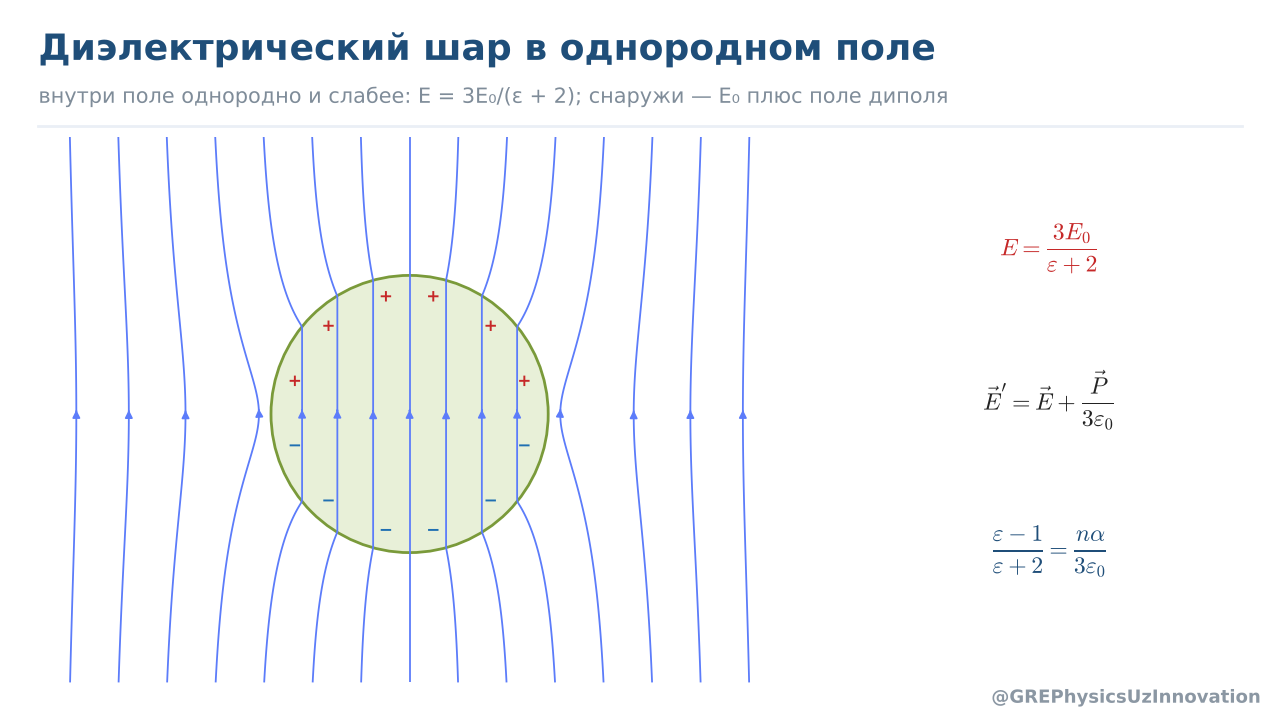 Диэлектрический шар в однородном поле
внутри поле однородно и слабее: E = 3E₀/(ε + 2); снаружи — E₀ плюс поле диполя
E = 3E₀ / (ε + 2)
+ +
+ +
+ +
E⃗′ = E⃗ + P⃗ / 3ε₀
− −
− −
− −
(ε − 1) / (ε + 2) = nα / 3ε₀
@GREPhysicsUzInnovation